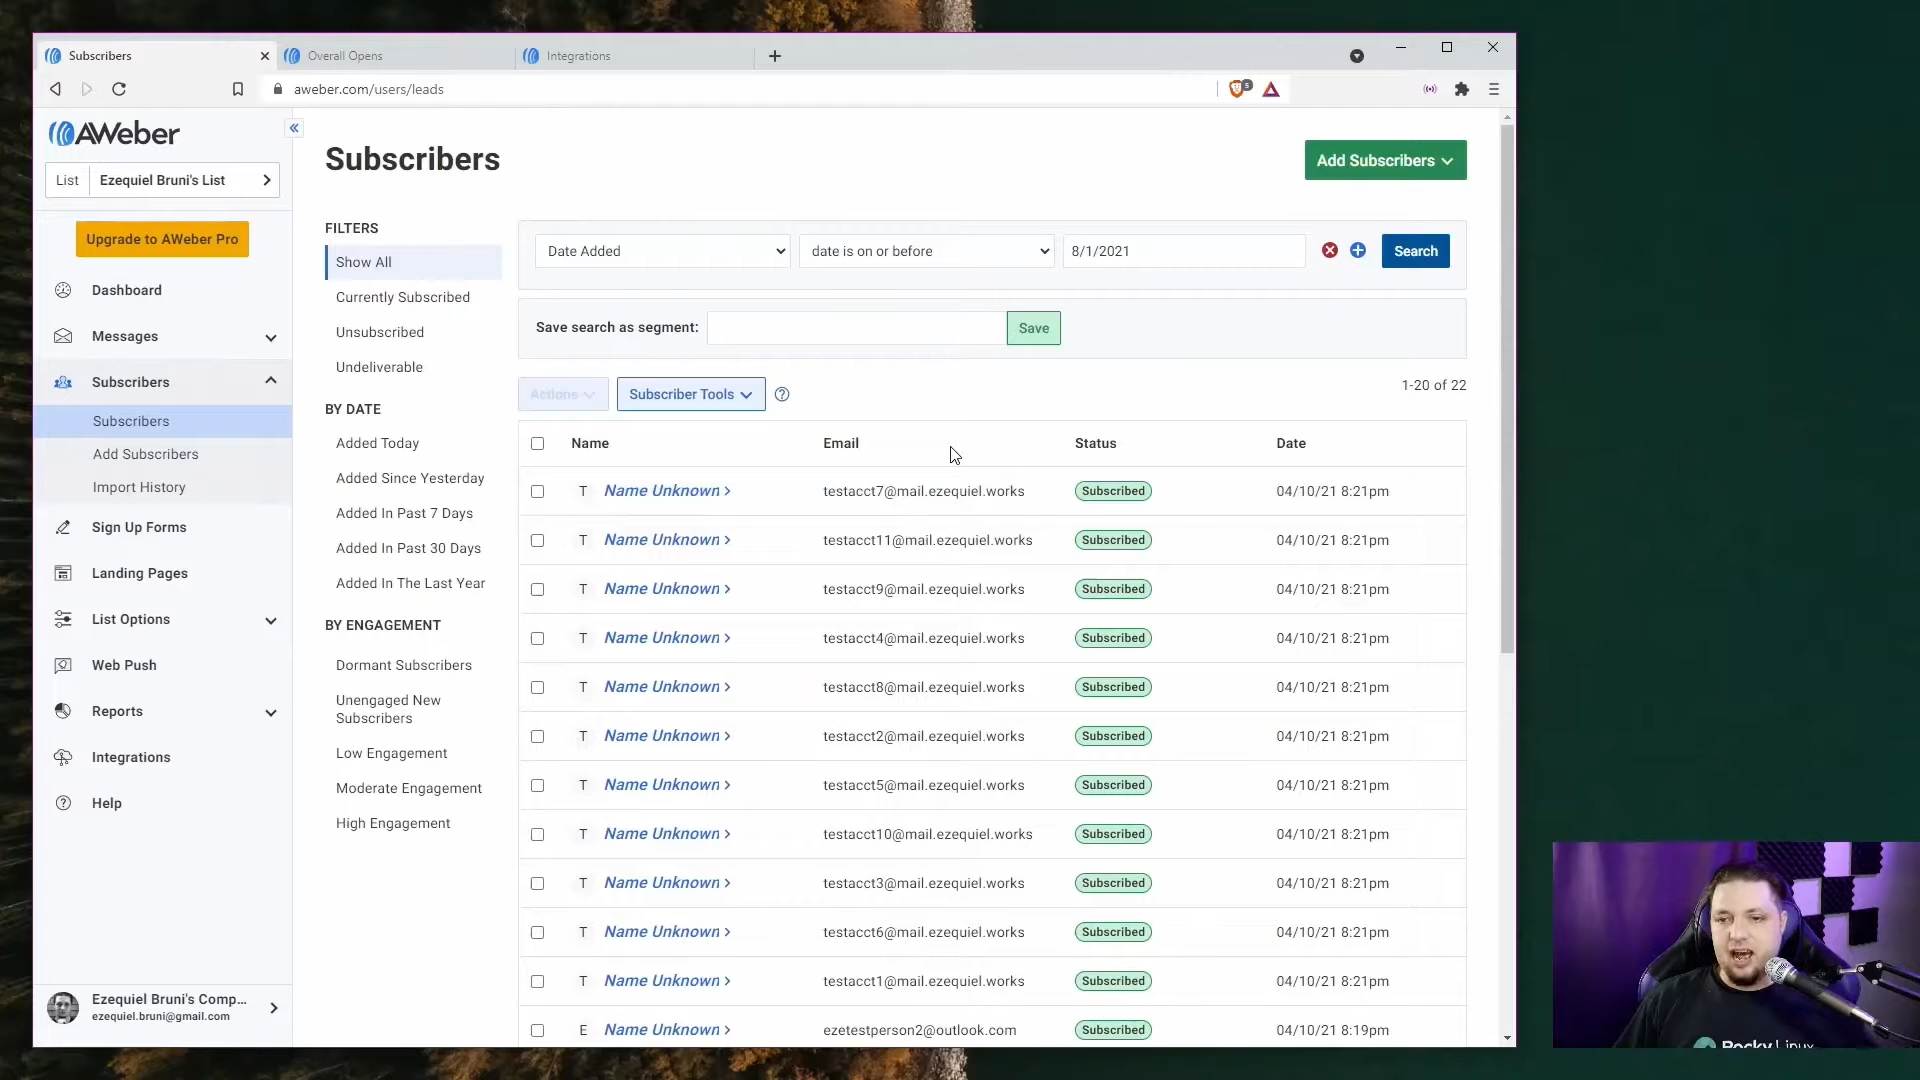 Subscribers
Overall Opens
Integrations
aweber.com/users/leads
5
AWeber
List
Ezequiel Bruni's List
Upgrade to AWeber Pro
Dashboard
Messages
Subscribers
Subscribers
Add Subscribers
Import History
Sign Up Forms
Landing Pages
List Options
Web Push
Reports
Integrations
Help
Ezequiel Bruni's Comp...
ezequiel.bruni@gmail.com
Subscribers
Add Subscribers
FILTERS
Show All
Currently Subscribed
Unsubscribed
Undeliverable
BY DATE
Added Today
Added Since Yesterday
Added In Past 7 Days
Added In Past 30 Days
Added In The Last Year
BY ENGAGEMENT
Dormant Subscribers
Unengaged New
Subscribers
Low Engagement
Moderate Engagement
High Engagement
Date Added
date is on or before
8/1/2021
Search
Save search as segment:
Save
Actions
Subscriber Tools
1-20 of 22
Name Email Status Date
T Name Unknown > testacct7@mail.ezequiel.works Subscribed 04/10/21 8:21pm
T Name Unknown > testacct11@mail.ezequiel.works Subscribed 04/10/21 8:21pm
T Name Unknown > testacct9@mail.ezequiel.works Subscribed 04/10/21 8:21pm
T Name Unknown > testacct4@mail.ezequiel.works Subscribed 04/10/21 8:21pm
T Name Unknown > testacct8@mail.ezequiel.works Subscribed 04/10/21 8:21pm
T Name Unknown > testacct2@mail.ezequiel.works Subscribed 04/10/21 8:21pm
T Name Unknown > testacct5@mail.ezequiel.works Subscribed 04/10/21 8:21pm
T Name Unknown > testacct10@mail.ezequiel.works Subscribed 04/10/21 8:21pm
T Name Unknown > testacct3@mail.ezequiel.works Subscribed 04/10/21 8:21pm
T Name Unknown > testacct6@mail.ezequiel.works Subscribed 04/10/21 8:21pm
T Name Unknown > testacct1@mail.ezequiel.works Subscribed 04/10/21 8:21pm
E Name Unknown > ezetestperson2@outlook.com Subscribed 04/10/21 8:19pm
Rocky Linux